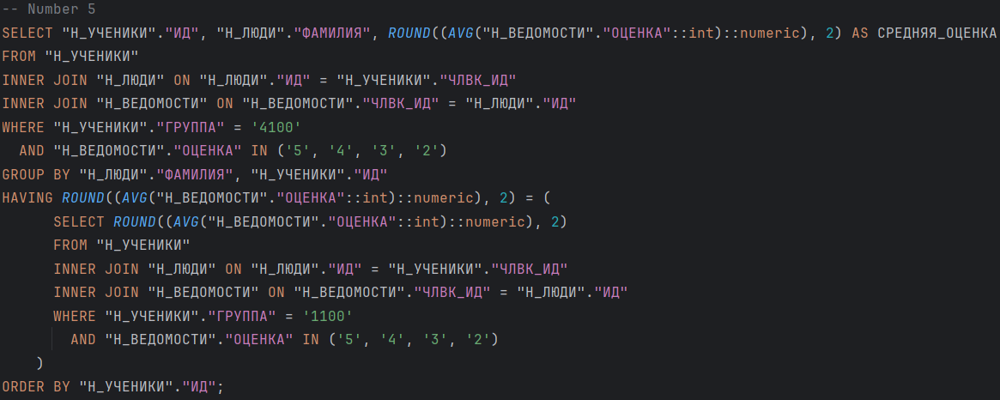 -- Number 5
SELECT "Н_УЧЕНИКИ"."ИД", "Н_ЛЮДИ"."ФАМИЛИЯ", ROUND((AVG("Н_ВЕДОМОСТИ"."ОЦЕНКА"::int)::numeric), 2) AS СРЕДНЯЯ_ОЦЕНКА
FROM "Н_УЧЕНИКИ"
INNER JOIN "Н_ЛЮДИ" ON "Н_ЛЮДИ"."ИД" = "Н_УЧЕНИКИ"."ЧЛВК_ИД"
INNER JOIN "Н_ВЕДОМОСТИ" ON "Н_ВЕДОМОСТИ"."ЧЛВК_ИД" = "Н_ЛЮДИ"."ИД"
WHERE "Н_УЧЕНИКИ"."ГРУППА" = '4100'
  AND "Н_ВЕДОМОСТИ"."ОЦЕНКА" IN ('5', '4', '3', '2')
GROUP BY "Н_ЛЮДИ"."ФАМИЛИЯ", "Н_УЧЕНИКИ"."ИД"
HAVING ROUND((AVG("Н_ВЕДОМОСТИ"."ОЦЕНКА"::int)::numeric), 2) = (
      SELECT ROUND((AVG("Н_ВЕДОМОСТИ"."ОЦЕНКА"::int)::numeric), 2)
      FROM "Н_УЧЕНИКИ"
      INNER JOIN "Н_ЛЮДИ" ON "Н_ЛЮДИ"."ИД" = "Н_УЧЕНИКИ"."ЧЛВК_ИД"
      INNER JOIN "Н_ВЕДОМОСТИ" ON "Н_ВЕДОМОСТИ"."ЧЛВК_ИД" = "Н_ЛЮДИ"."ИД"
      WHERE "Н_УЧЕНИКИ"."ГРУППА" = '1100'
        AND "Н_ВЕДОМОСТИ"."ОЦЕНКА" IN ('5', '4', '3', '2')
    )
ORDER BY "Н_УЧЕНИКИ"."ИД";